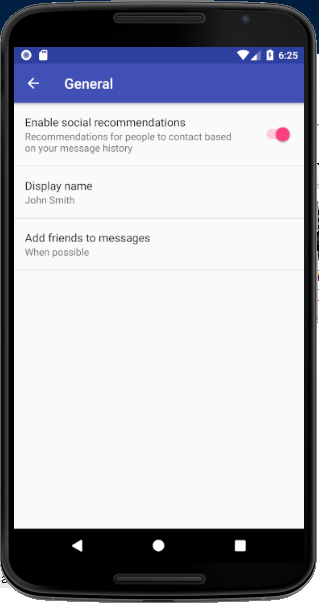 6:25
General
Enable social recommendations
Recommendations for people to contact based
on your message history
Display name
John Smith
Add friends to messages
When possible